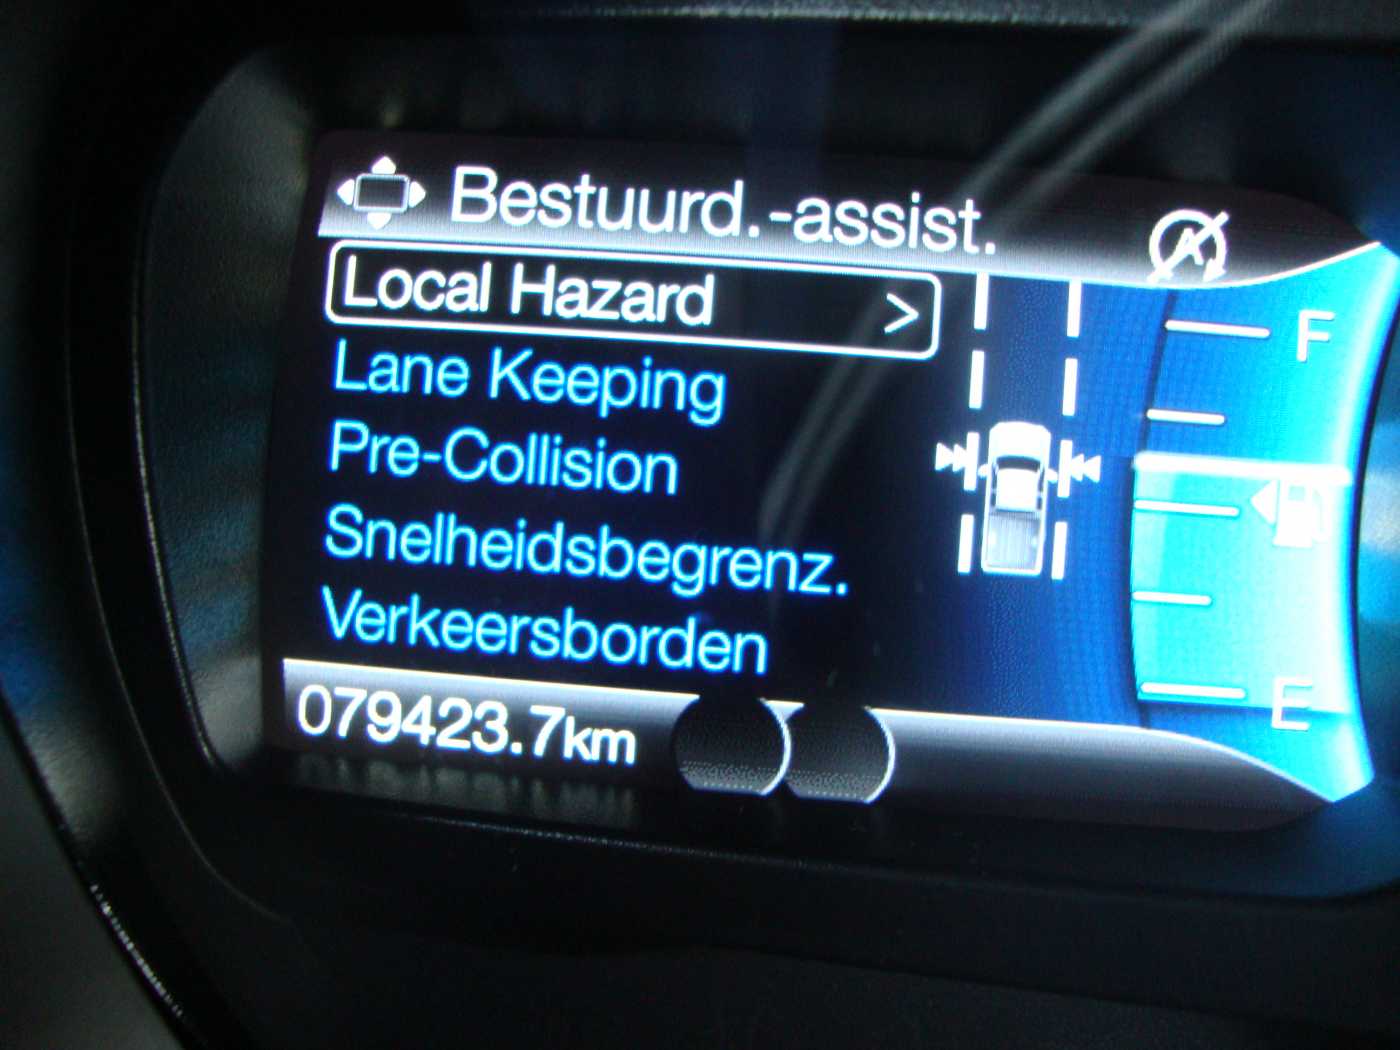 Bestuurd.-assist.
Local Hazard >
Lane Keeping
Pre-Collision
Snelheidsbegrenz.
Verkeersborden
079423.7km
A
F
E